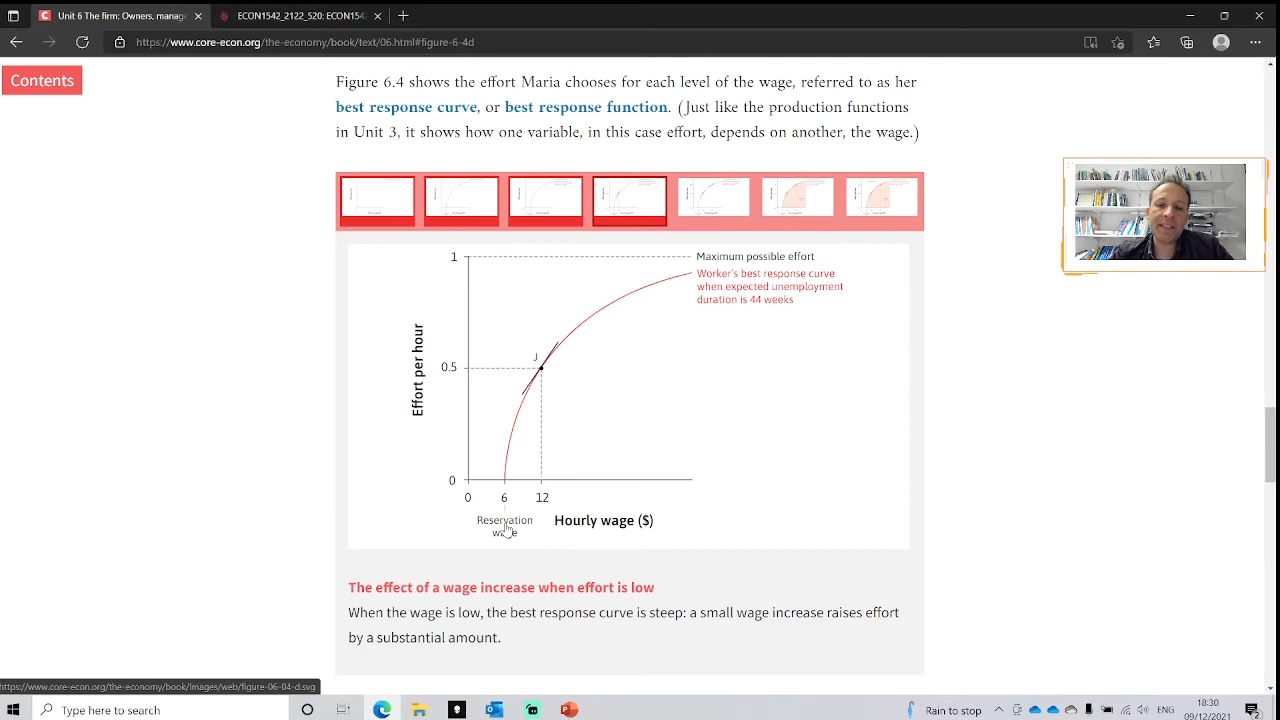 Unit 6 The firm: Owners, manage
ECON1542_2122_520: ECON154
https://www.core-econ.org/the-economy/book/text/06.html#figure-6-4d
Contents
Figure 6.4 shows the effort Maria chooses for each level of the wage, referred to as her
best response curve, or best response function. (Just like the production functions
in Unit 3, it shows how one variable, in this case effort, depends on another, the wage.)
1
Maximum possible effort
Worker's best response curve
when expected unemployment
duration is 44 weeks
Effort per hour
J
0.5
0
0
6
12
Reservation
wage
Hourly wage ($)
The effect of a wage increase when effort is low
When the wage is low, the best response curve is steep: a small wage increase raises effort
by a substantial amount.
https://www.core-econ.org/the-economy/book/images/web/figure-06-04-d.svg
Type here to search
Rain to stop
ENG
18:30
09/12/2021
2